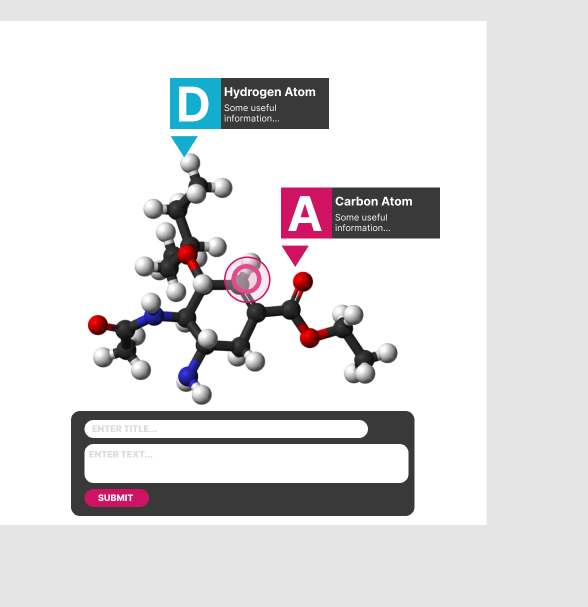 D
Hydrogen Atom
Some useful
information...
A
Carbon Atom
Some useful
information...
ENTER TITLE...
ENTER TEXT...
SUBMIT